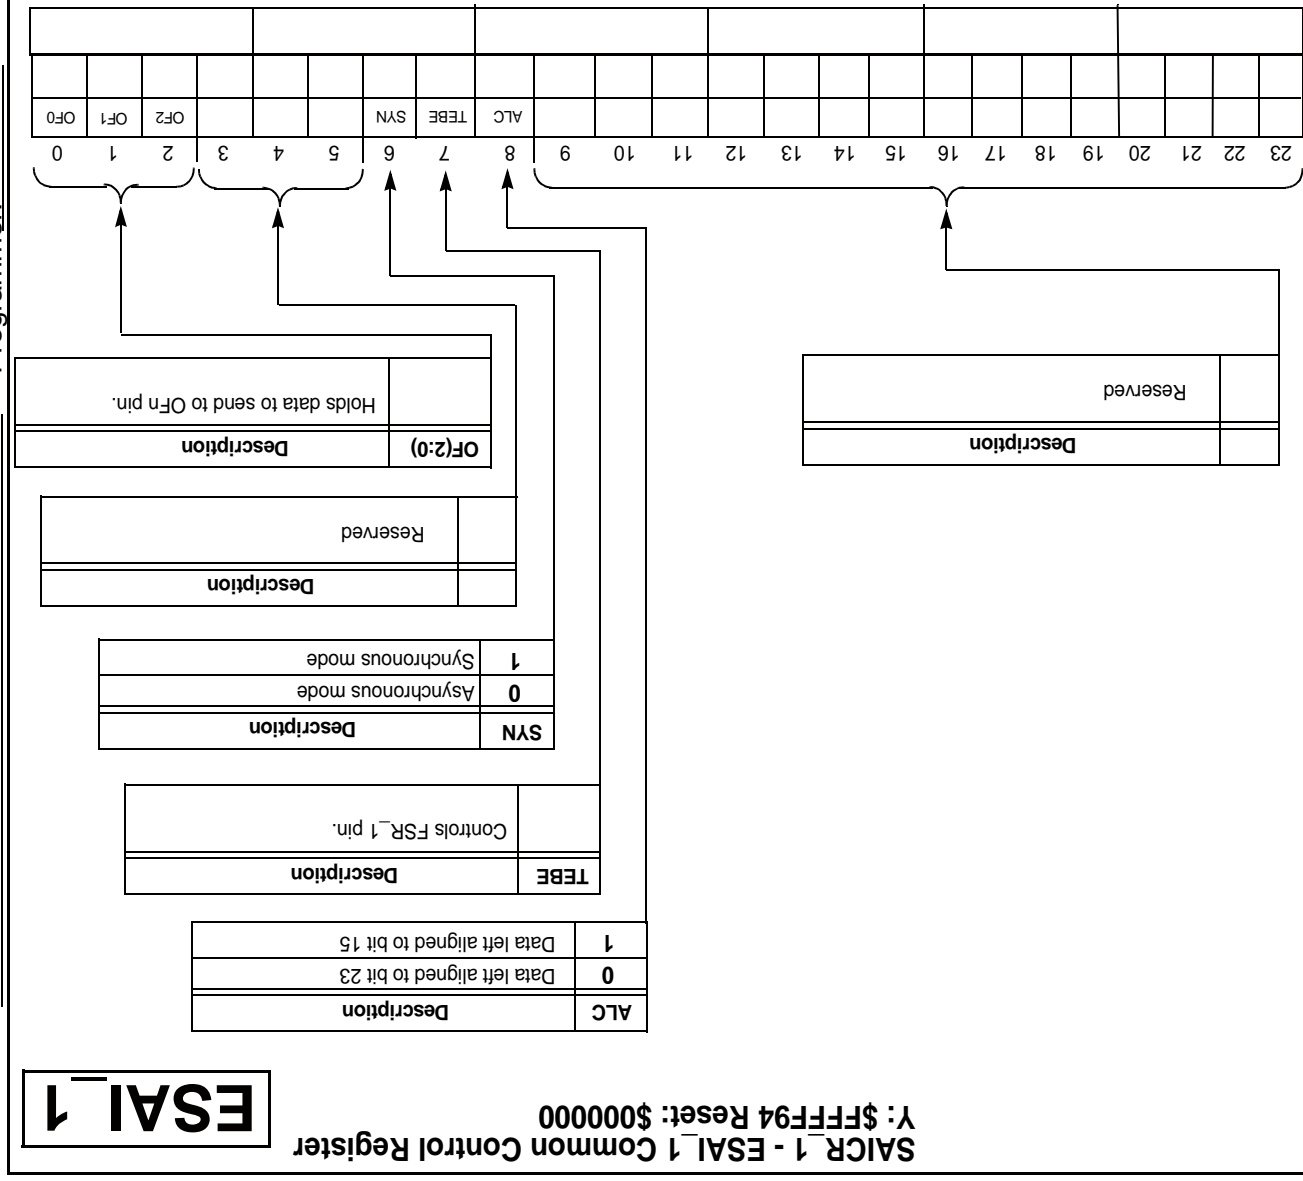 SAICR_1 - ESAI_1 Common Control Register
Y: $FFFF94 Reset: $000000
ESAI_1
ALC Description
0 Data left aligned to bit 23
1 Data left aligned to bit 15
TEBE Description
Controls FSR_1 pin.
SYN Description
0 Asynchronous mode
1 Synchronous mode
Description
Reserved
Description
Reserved
OF(2:0) Description
Holds data to send to OFn pin.
23 22 21 20 19 18 17 16 15 14 13 12 11 10 9 8 7 6 5 4 3 2 1 0
ALC TEBE SYN OF2 OF1 OF0